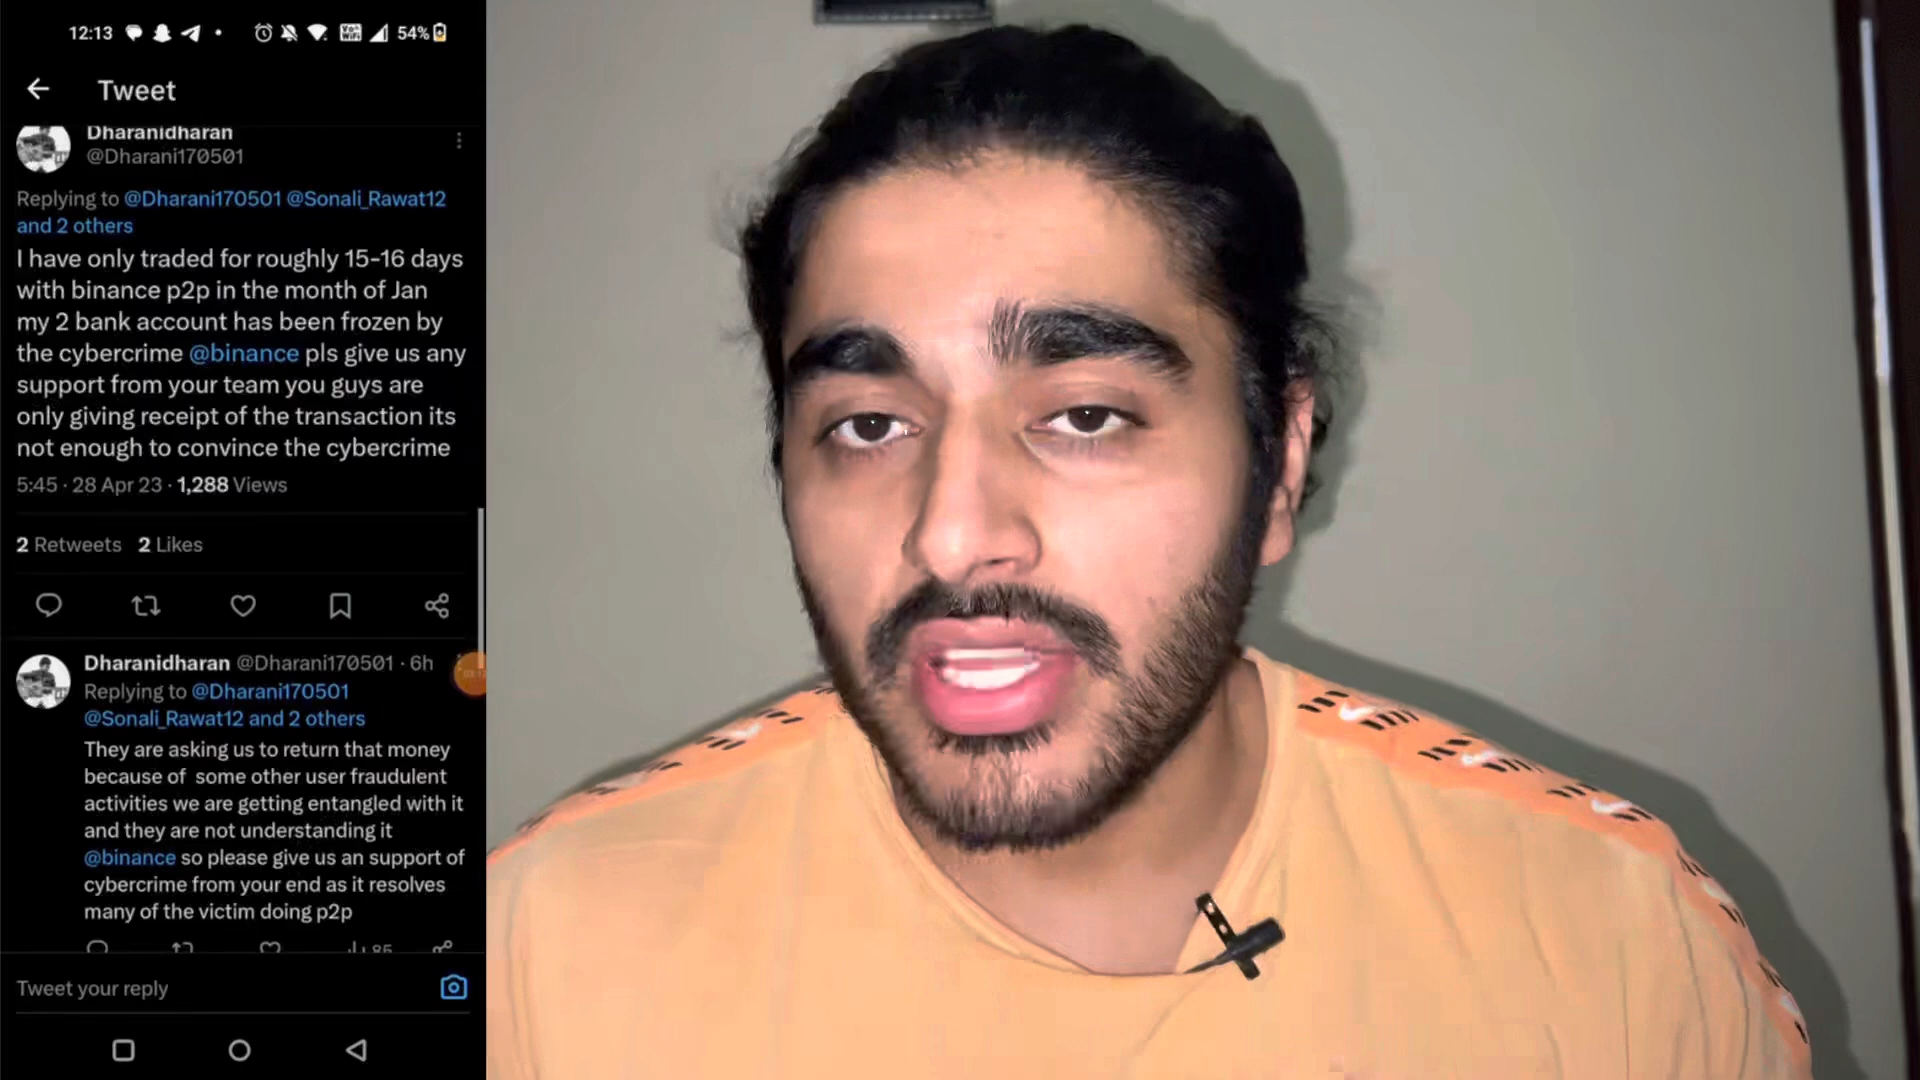 12:13
Vo WiFi
54%
Tweet
Dharanidharan
@Dharani170501
Replying to @Dharani170501 @Sonali_Rawat12
and 2 others
I have only traded for roughly 15-16 days
with binance p2p in the month of Jan
my 2 bank account has been frozen by
the cybercrime @binance pls give us any
support from your team you guys are
only giving receipt of the transaction its
not enough to convince the cybercrime
5:45 · 28 Apr 23 · 1,288 Views
2 Retweets 2 Likes
Dharanidharan @Dharani170501 · 6h
Replying to @Dharani170501
@Sonali_Rawat12 and 2 others
They are asking us to return that money
because of some other user fraudulent
activities we are getting entangled with it
and they are not understanding it
@binance so please give us an support of
cybercrime from your end as it resolves
many of the victim doing p2p
85
Tweet your reply